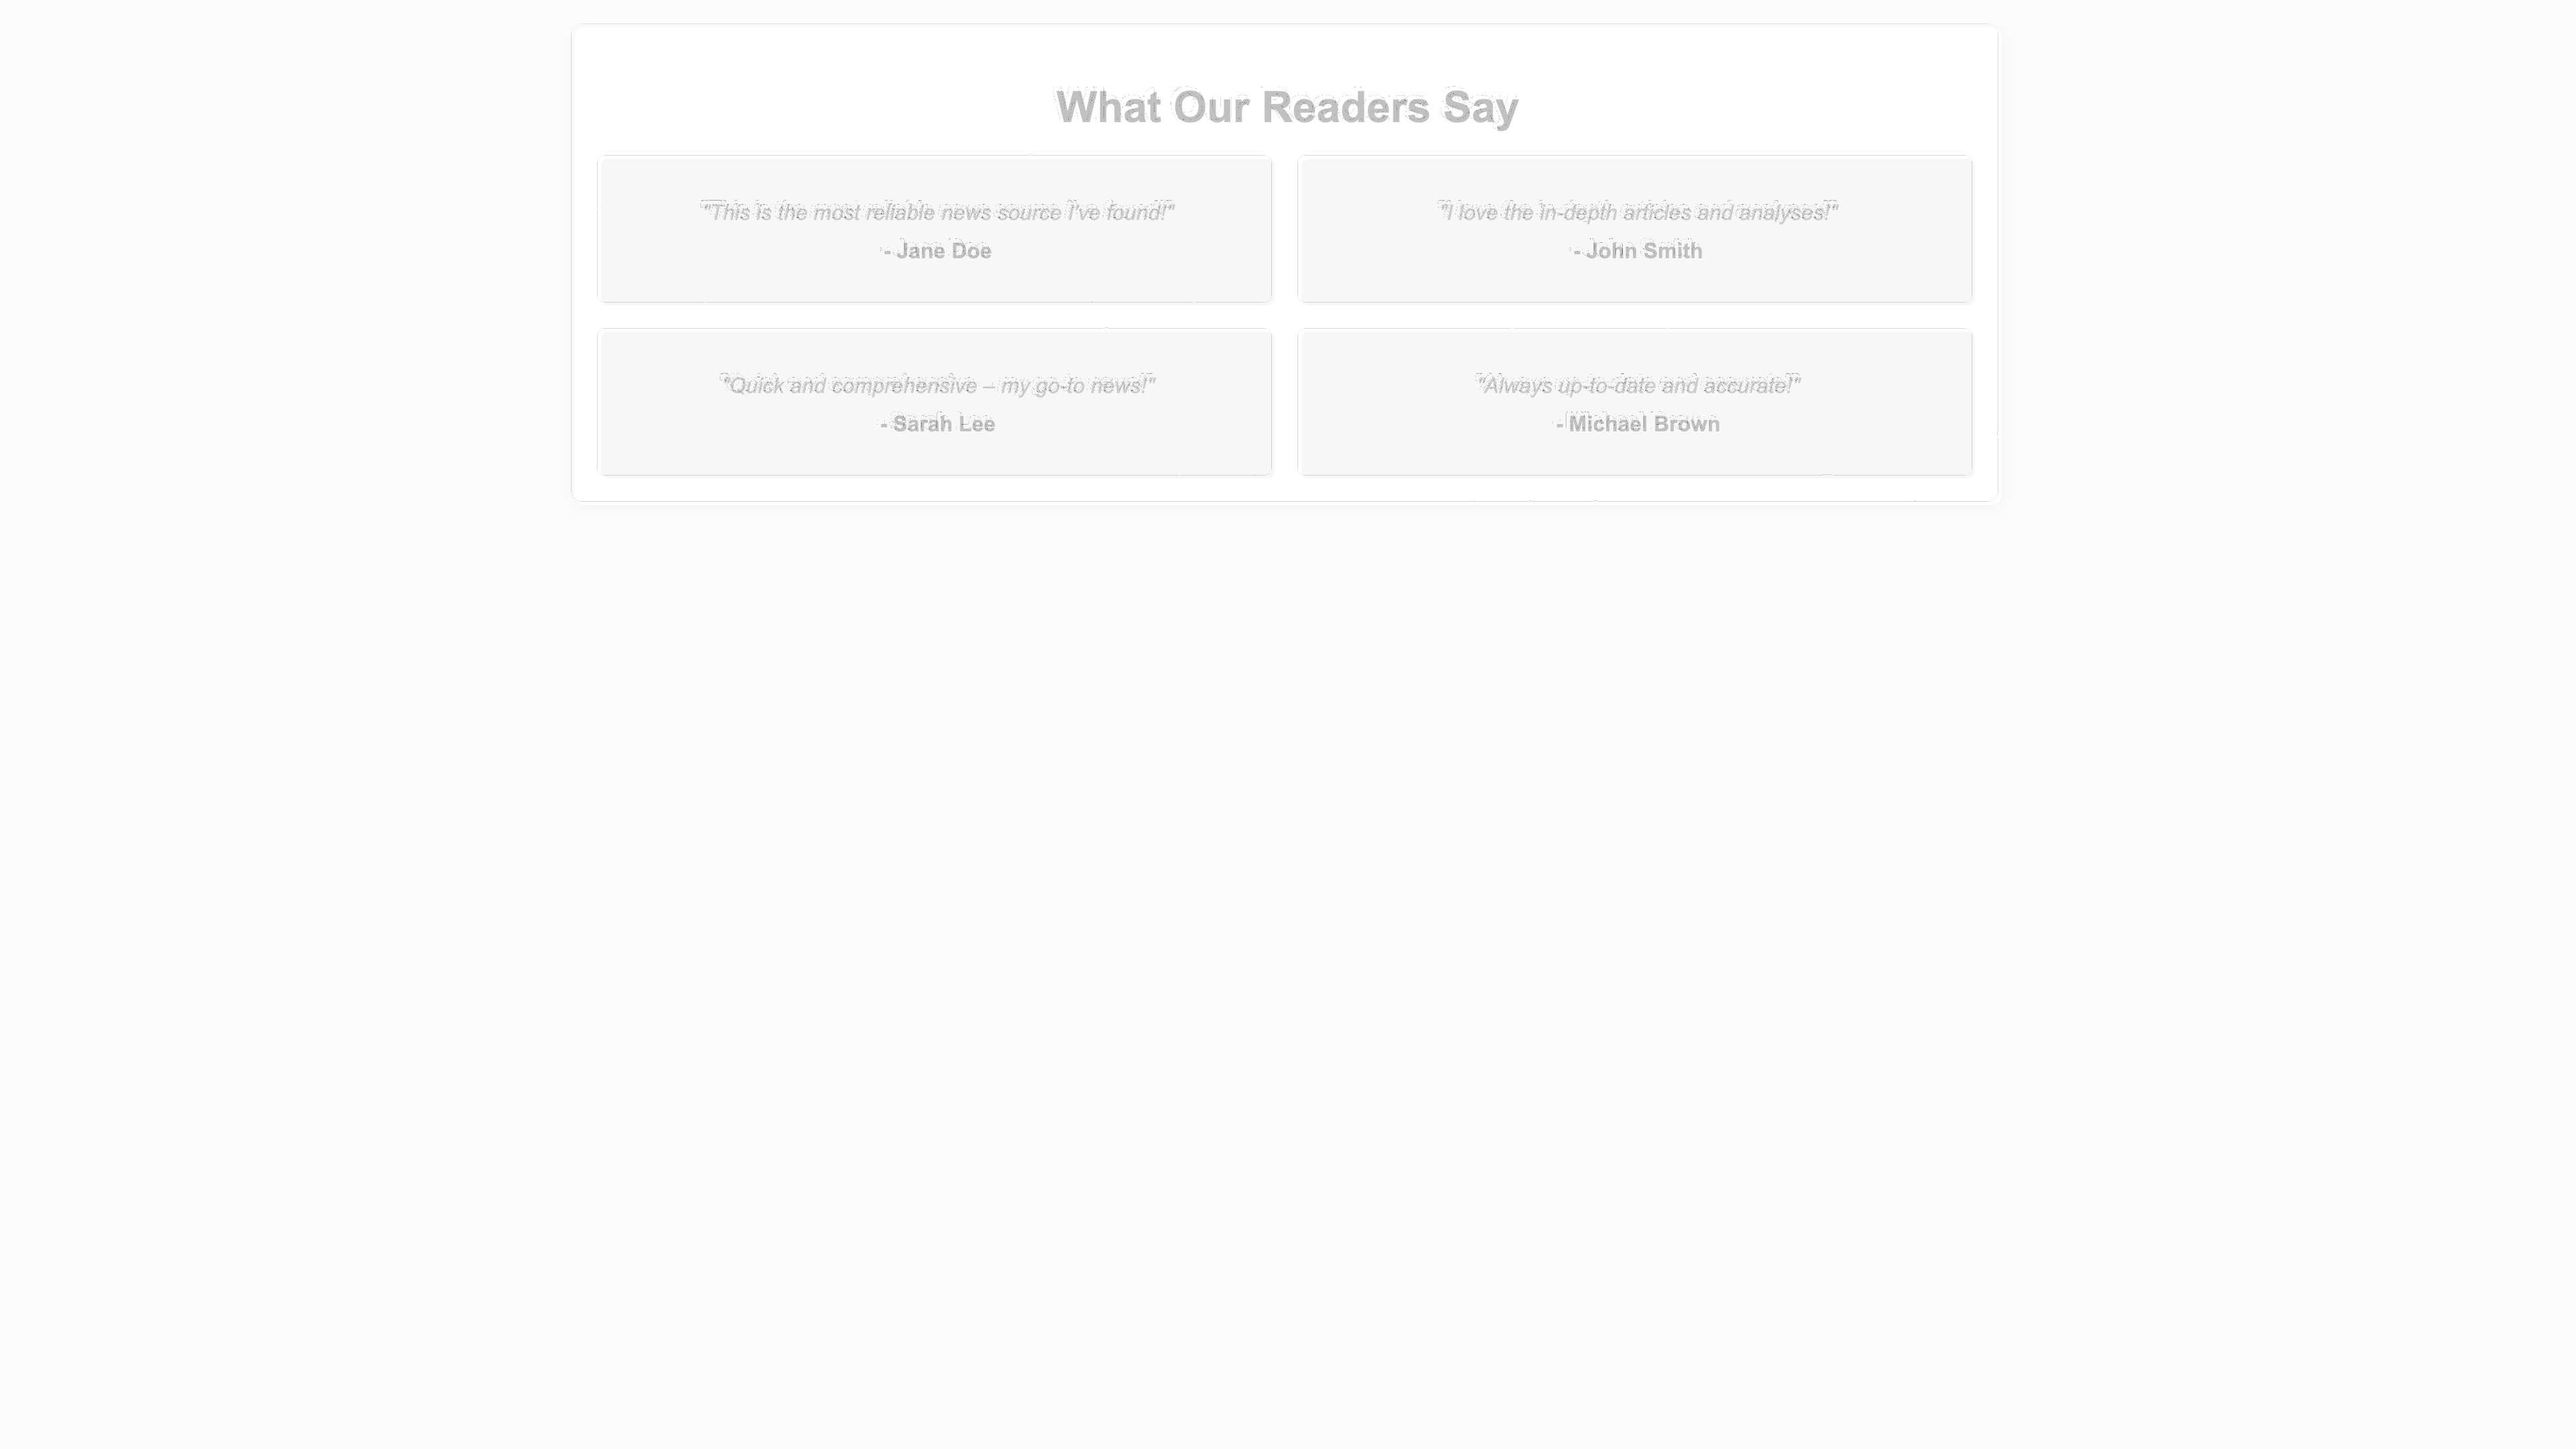 What Our Readers Say
"This is the most reliable news source I've found!"
- Jane Doe
"I love the in-depth articles and analyses!"
- John Smith
"Quick and comprehensive – my go-to news!"
- Sarah Lee
"Always up-to-date and accurate!"
- Michael Brown